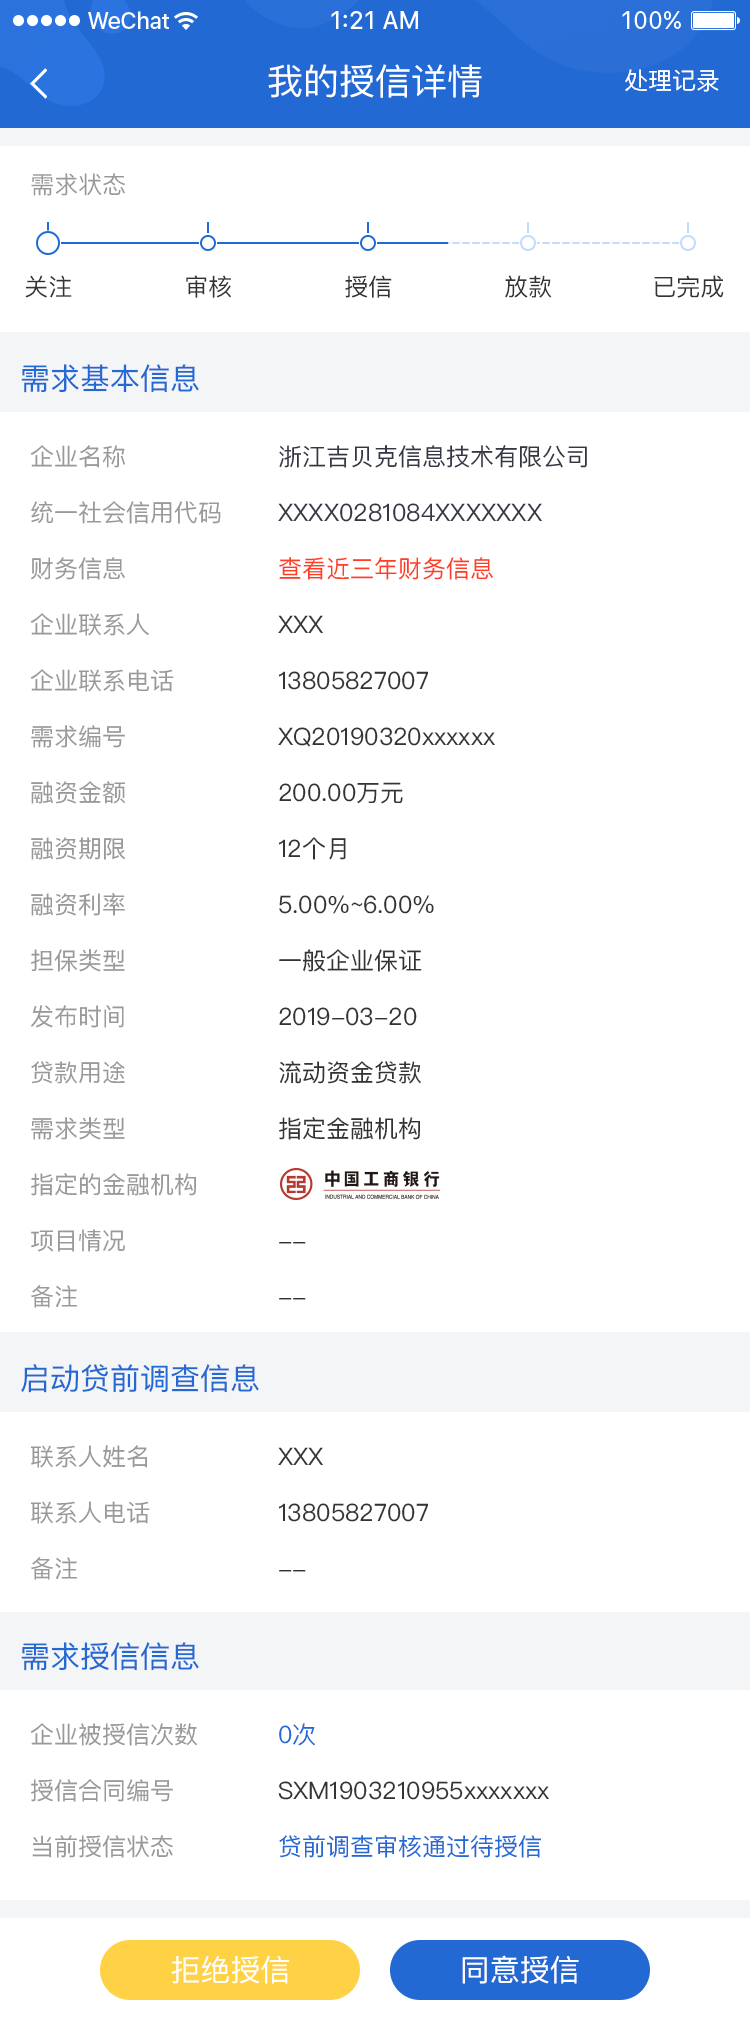 WeChat 1:21 AM 100%
我的授信详情 处理记录
需求状态
关注 审核 授信 放款 已完成
需求基本信息
企业名称 浙江吉贝克信息技术有限公司
统一社会信用代码 XXXX0281084XXXXXXX
财务信息 查看近三年财务信息
企业联系人 XXX
企业联系电话 13805827007
需求编号 XQ20190320xxxxxx
融资金额 200.00万元
融资期限 12个月
融资利率 5.00%~6.00%
担保类型 一般企业保证
发布时间 2019-03-20
贷款用途 流动资金贷款
需求类型 指定金融机构
指定的金融机构 中国工商银行
INDUSTRIAL AND COMMERCIAL BANK OF CHINA
项目情况 --
备注 --
启动贷前调查信息
联系人姓名 XXX
联系人电话 13805827007
备注 --
需求授信信息
企业被授信次数 0次
授信合同编号 SXM1903210955xxxxxxx
当前授信状态 贷前调查审核通过待授信
拒绝授信 同意授信